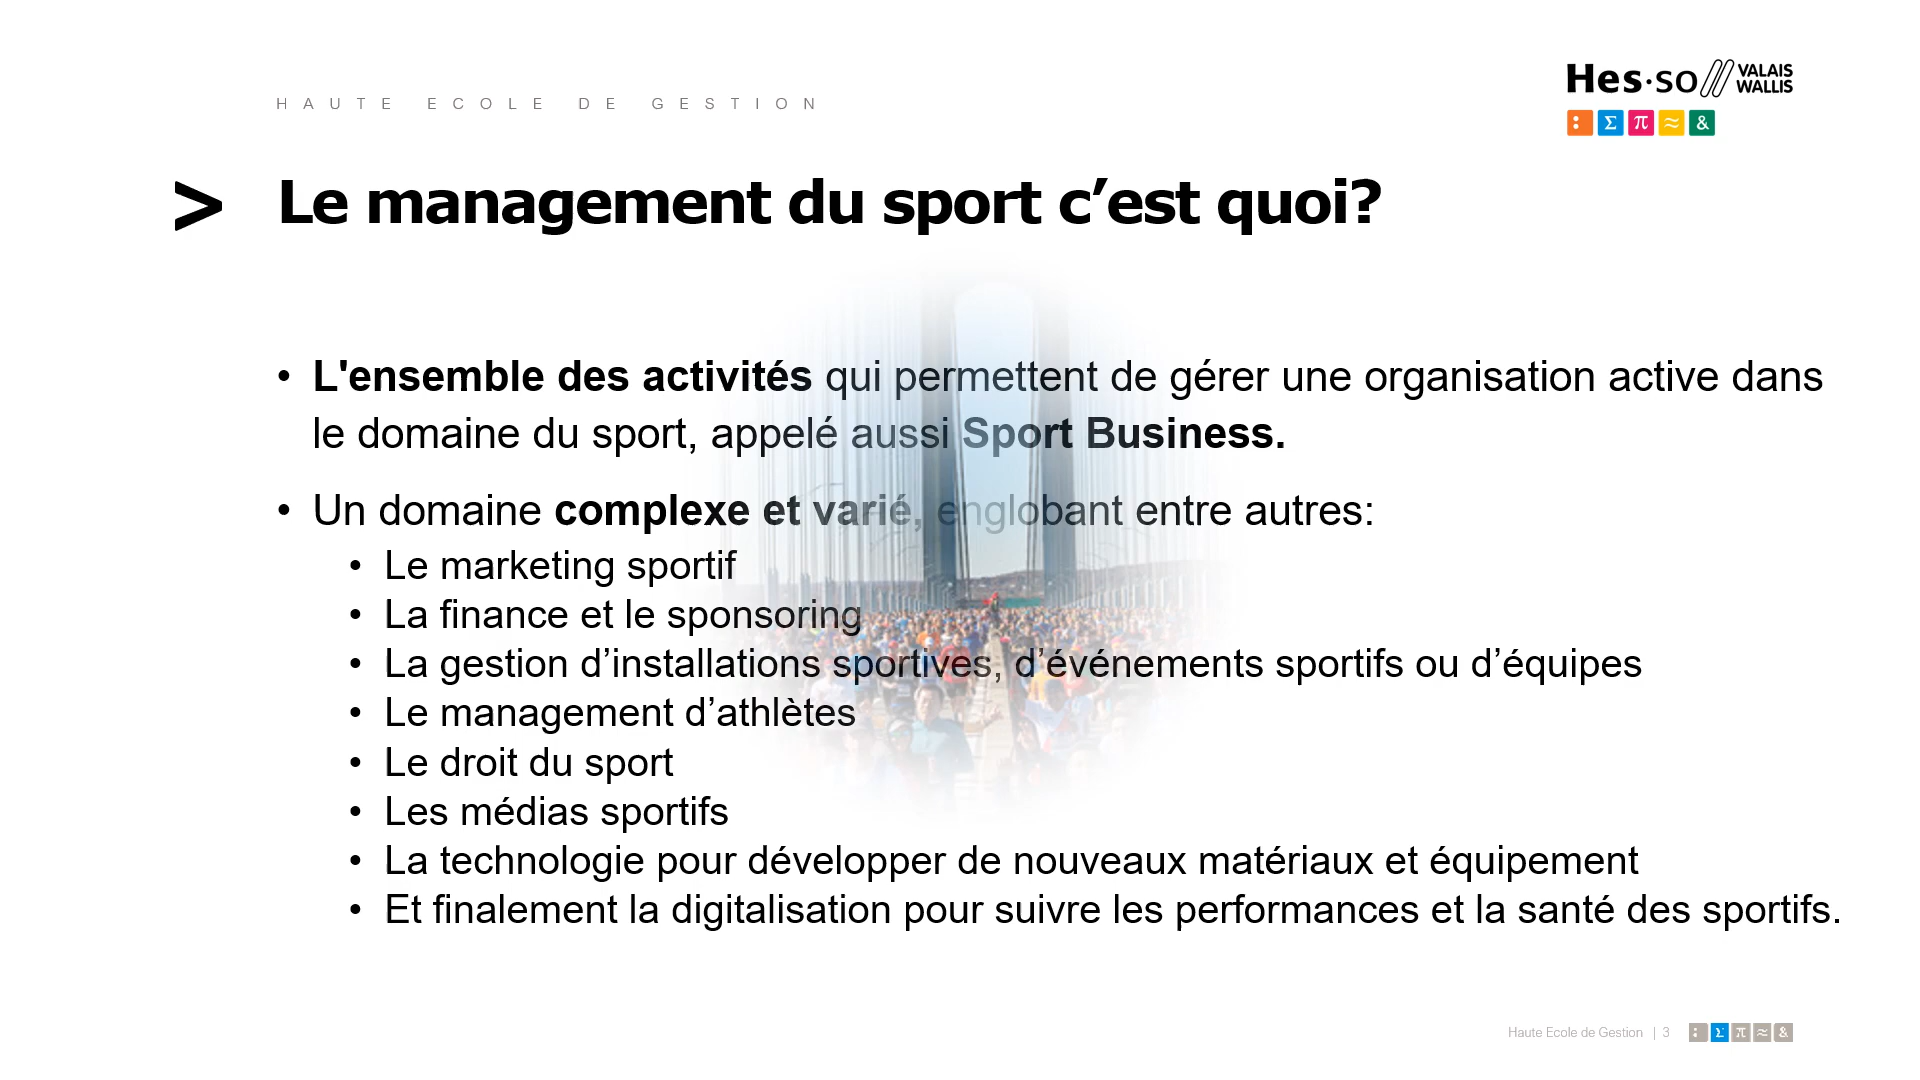 HAUTE ECOLE DE GESTION
Hes·so VALAIS
WALLIS
: Σ π ≈ &
> Le management du sport c’est quoi?
• L'ensemble des activités qui permettent de gérer une organisation active dans
le domaine du sport, appelé aussi Sport Business.
• Un domaine complexe et varié, englobant entre autres:
• Le marketing sportif
• La finance et le sponsoring
• La gestion d’installations sportives, d’événements sportifs ou d’équipes
• Le management d’athlètes
• Le droit du sport
• Les médias sportifs
• La technologie pour développer de nouveaux matériaux et équipement
• Et finalement la digitalisation pour suivre les performances et la santé des sportifs.
Haute Ecole de Gestion | 3 : Σ π ≈ &